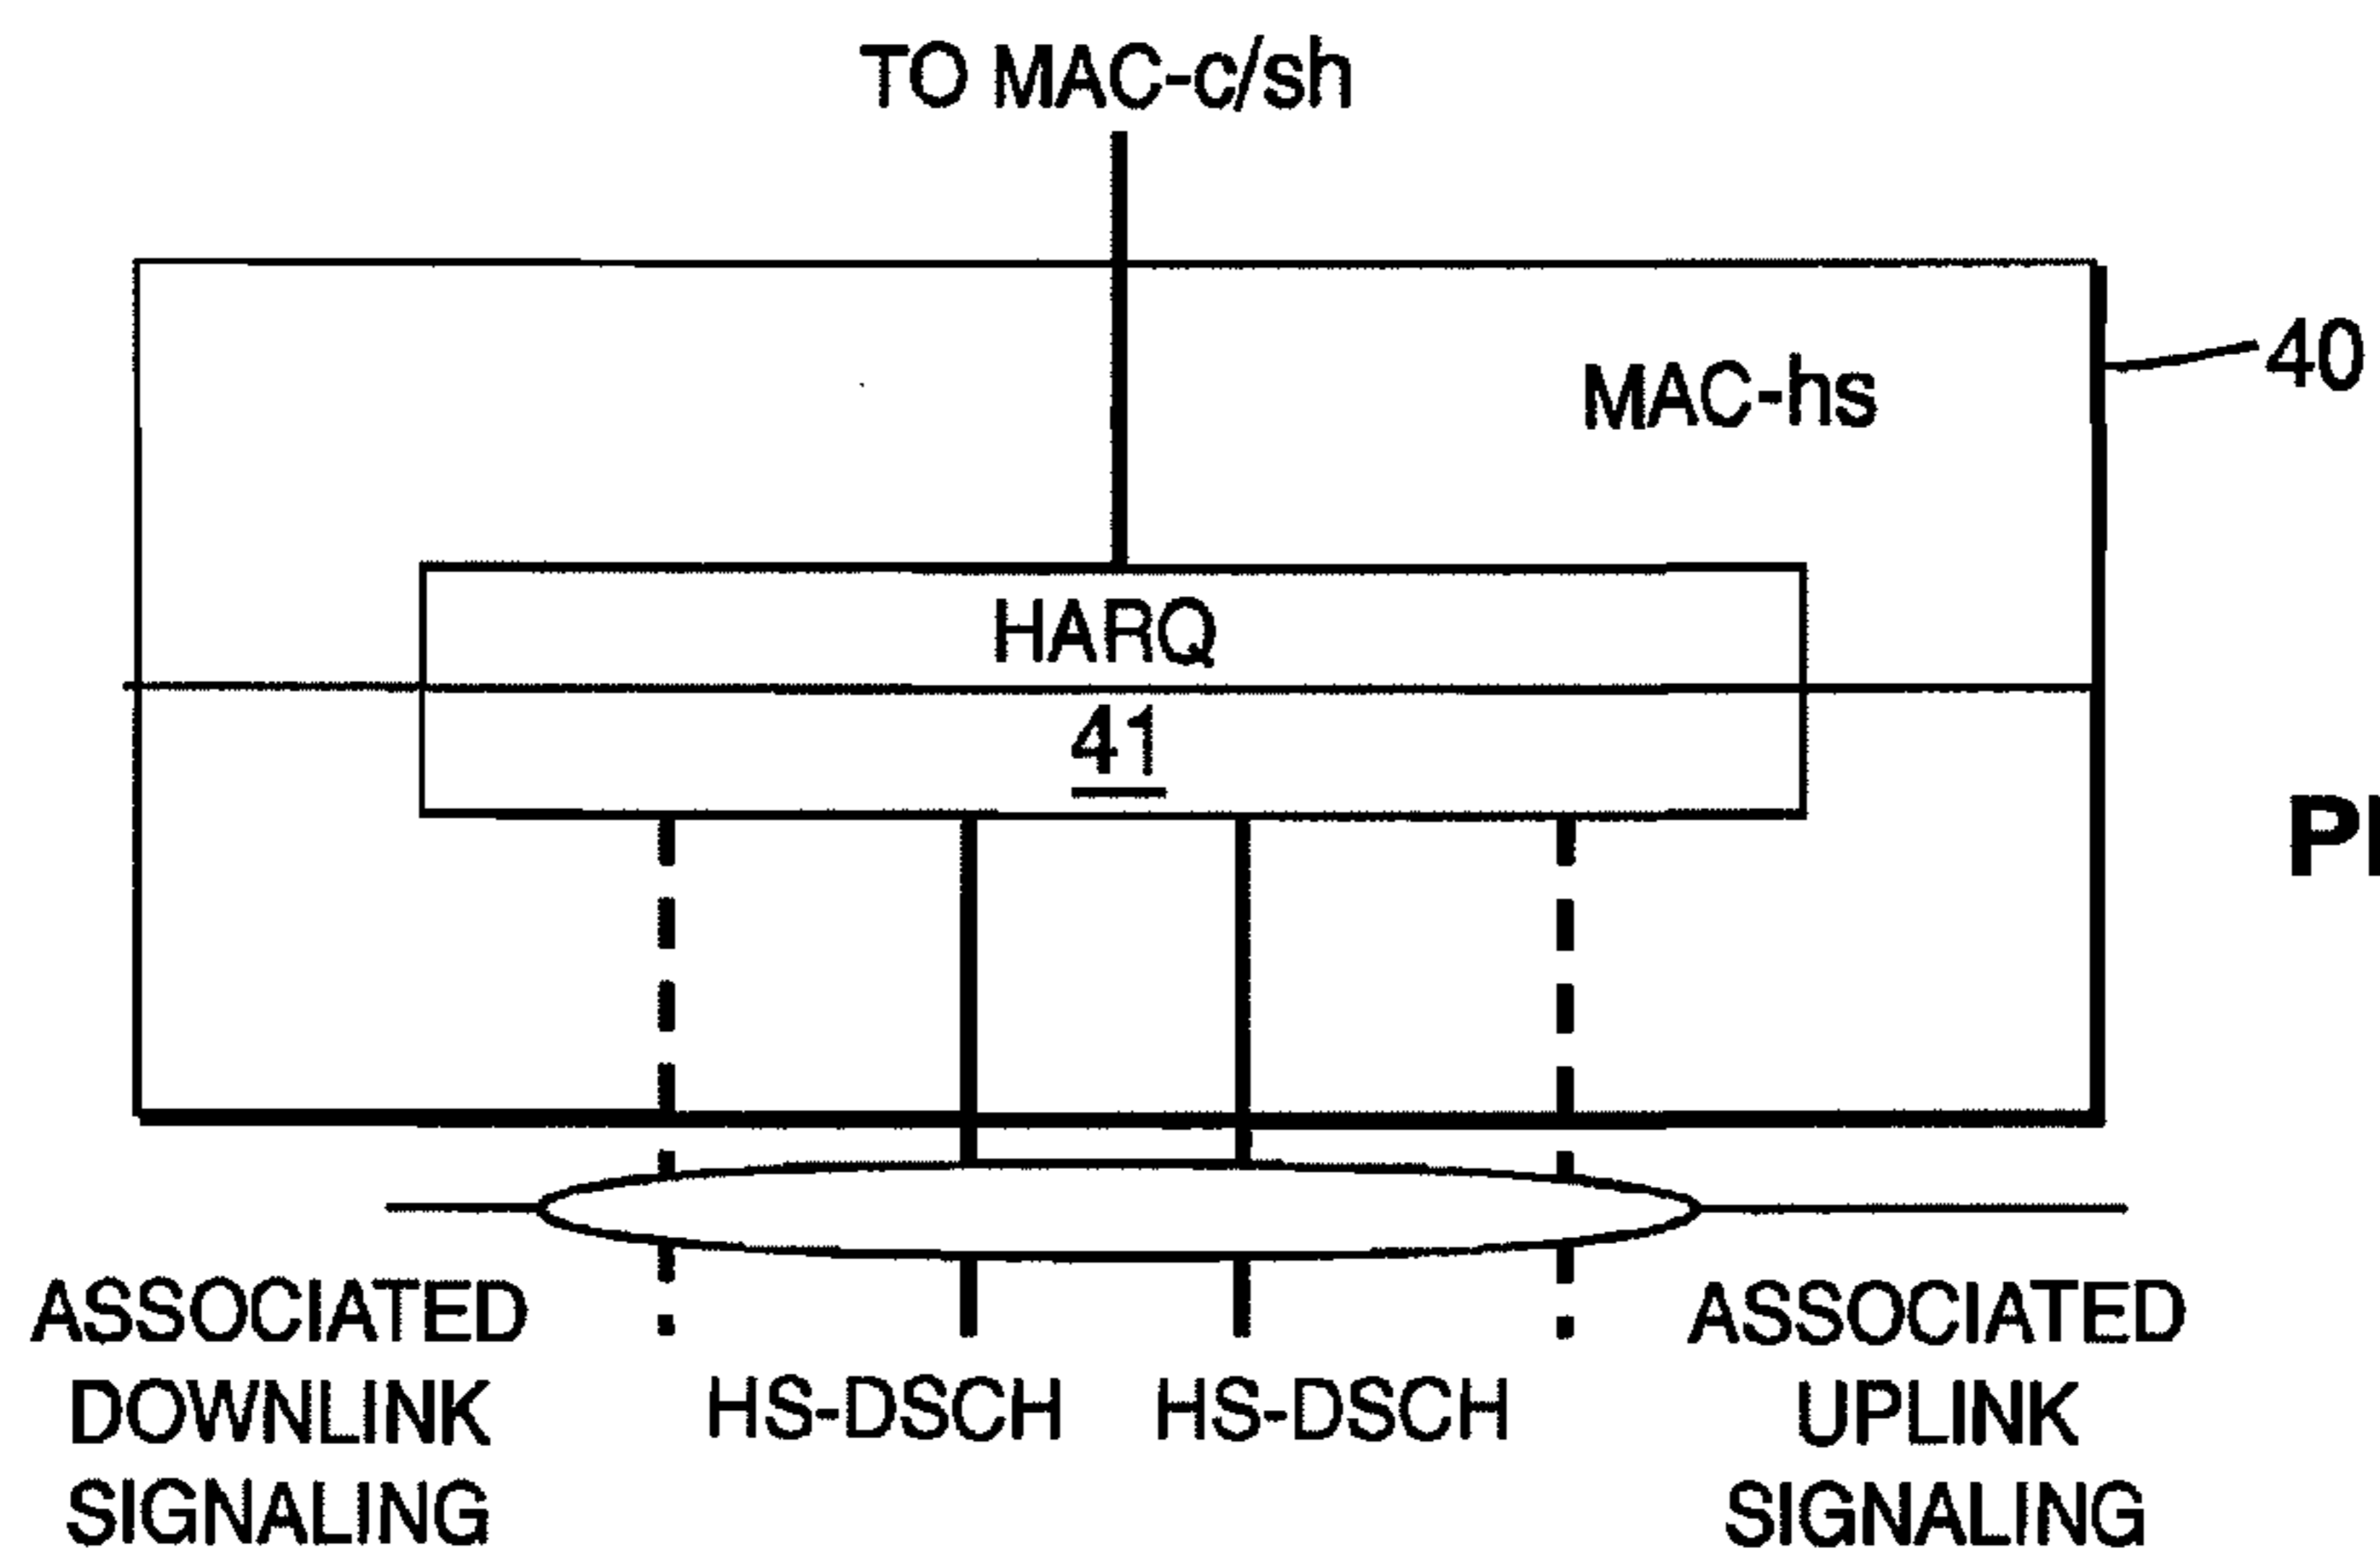 TO MAC-c/sh
MAC-hs
40
HARQ
41
ASSOCIATED
DOWNLINK
SIGNALING
HS-DSCH
HS-DSCH
ASSOCIATED
UPLINK
SIGNALING